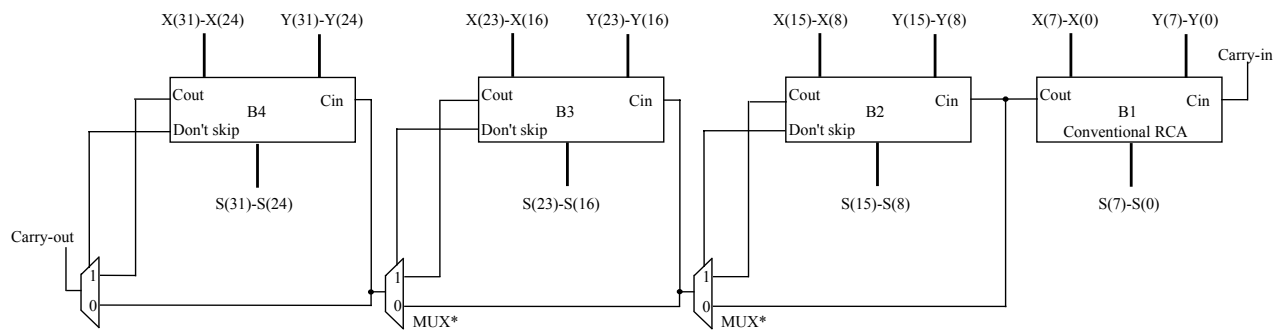 X(31)-X(24) Y(31)-Y(24) X(23)-X(16) Y(23)-Y(16) X(15)-X(8) Y(15)-Y(8) X(7)-X(0) Y(7)-Y(0)
Carry-in
Cout B4 Cin
Don't skip
Cout B3 Cin
Don't skip
Cout B2 Cin
Don't skip
Cout B1 Cin
Conventional RCA
S(31)-S(24) S(23)-S(16) S(15)-S(8) S(7)-S(0)
Carry-out
1 1 1
0 0 0
MUX* MUX*